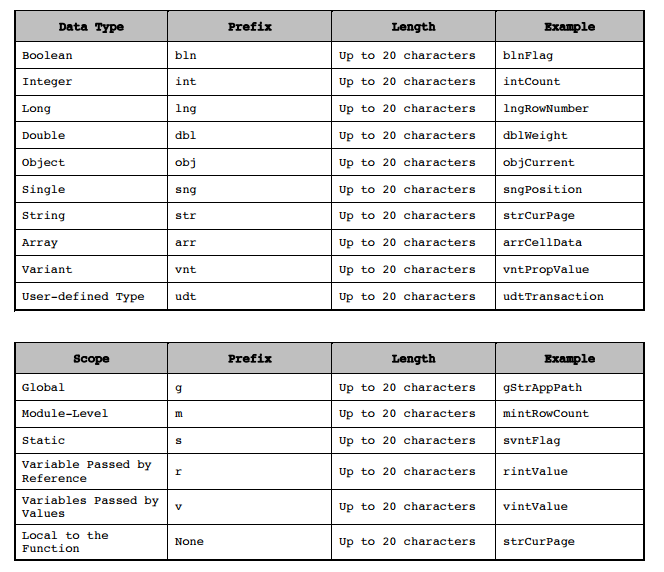 Data Type Prefix Length Example
Boolean bln Up to 20 characters blnFlag
Integer int Up to 20 characters intCount
Long lng Up to 20 characters lngRowNumber
Double dbl Up to 20 characters dblWeight
Object obj Up to 20 characters objCurrent
Single sng Up to 20 characters sngPosition
String str Up to 20 characters strCurPage
Array arr Up to 20 characters arrCellData
Variant vnt Up to 20 characters vntPropValue
User-defined Type udt Up to 20 characters udtTransaction
Scope Prefix Length Example
Global g Up to 20 characters gStrAppPath
Module-Level m Up to 20 characters mintRowCount
Static s Up to 20 characters svntFlag
Variable Passed by
Reference r Up to 20 characters rintValue
Variables Passed by
Values v Up to 20 characters vintValue
Local to the
Function None Up to 20 characters strCurPage